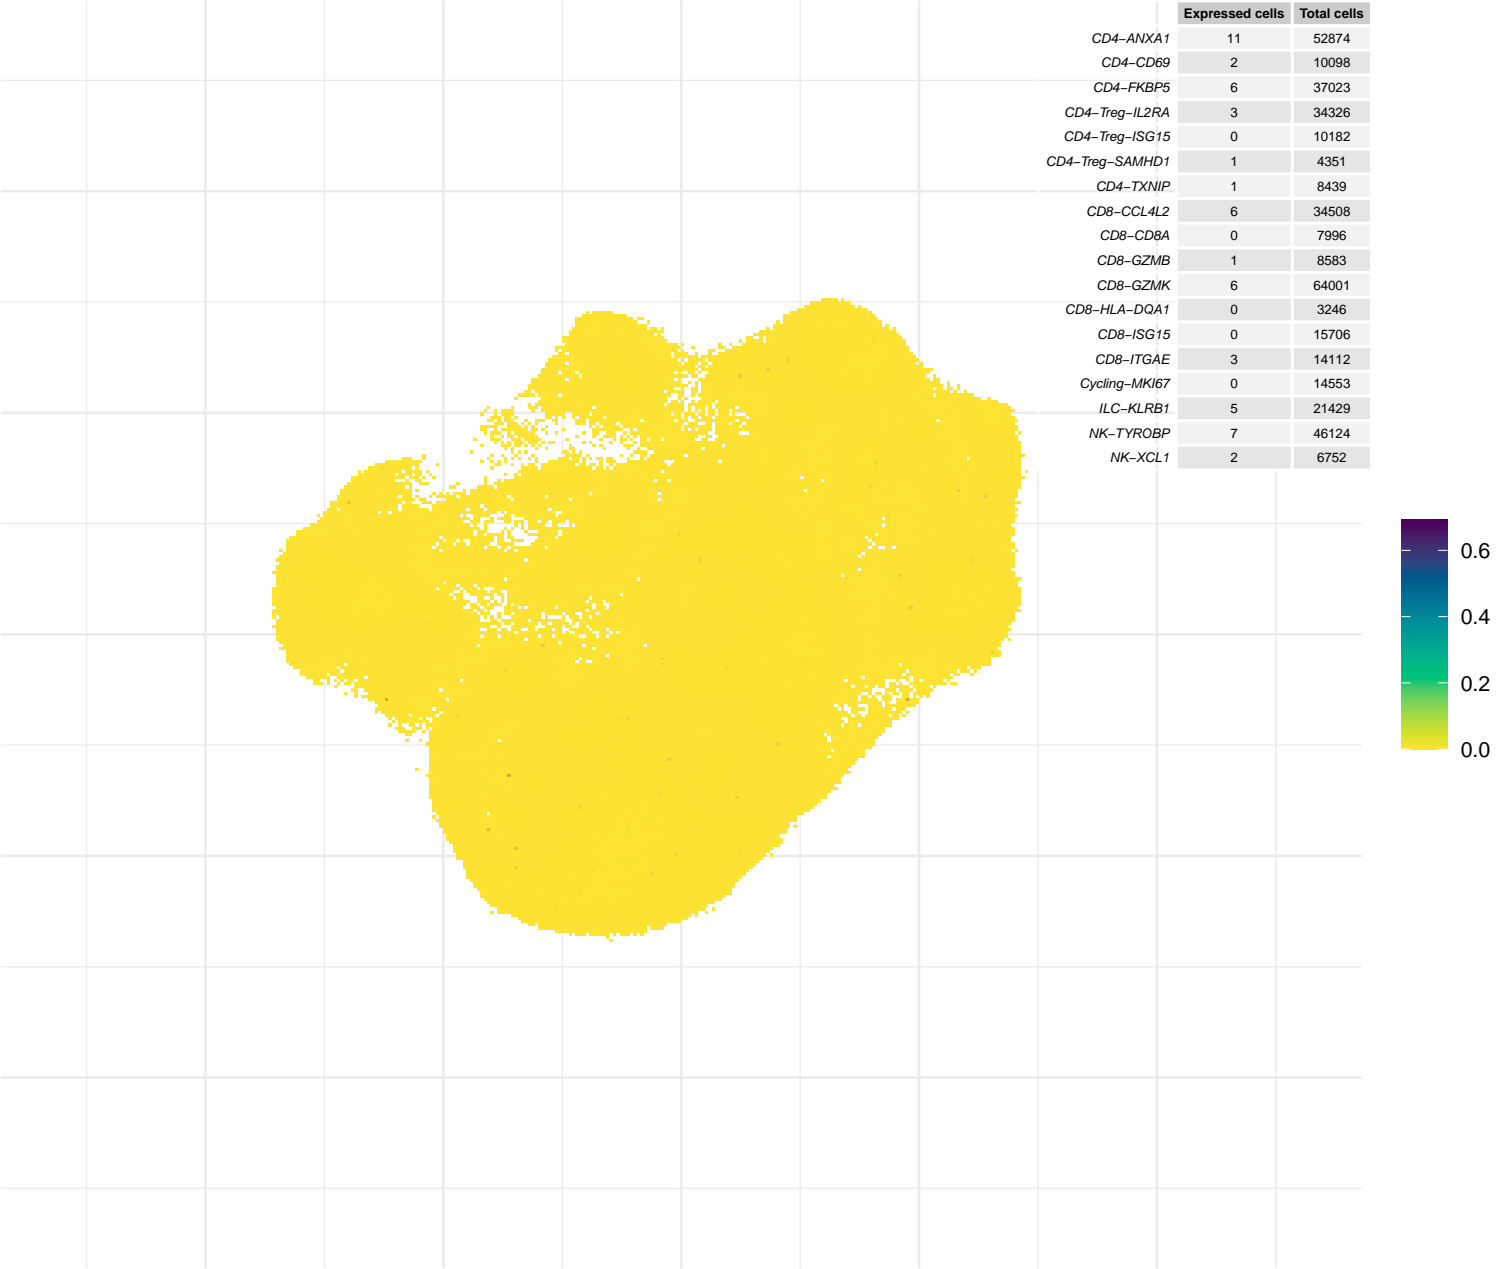 Expressed cells Total cells
CD4−ANXA1 11 52874
CD4−CD69 2 10098
CD4−FKBP5 6 37023
CD4−Treg−IL2RA 3 34326
CD4−Treg−ISG15 0 10182
CD4−Treg−SAMHD1 1 4351
CD4−TXNIP 1 8439
CD8−CCL4L2 6 34508
CD8−CD8A 0 7996
CD8−GZMB 1 8583
CD8−GZMK 6 64001
CD8−HLA−DQA1 0 3246
CD8−ISG15 0 15706
CD8−ITGAE 3 14112
Cycling−MKI67 0 14553
ILC−KLRB1 5 21429
NK−TYROBP 7 46124
NK−XCL1 2 6752
0.6
0.4
0.2
0.0